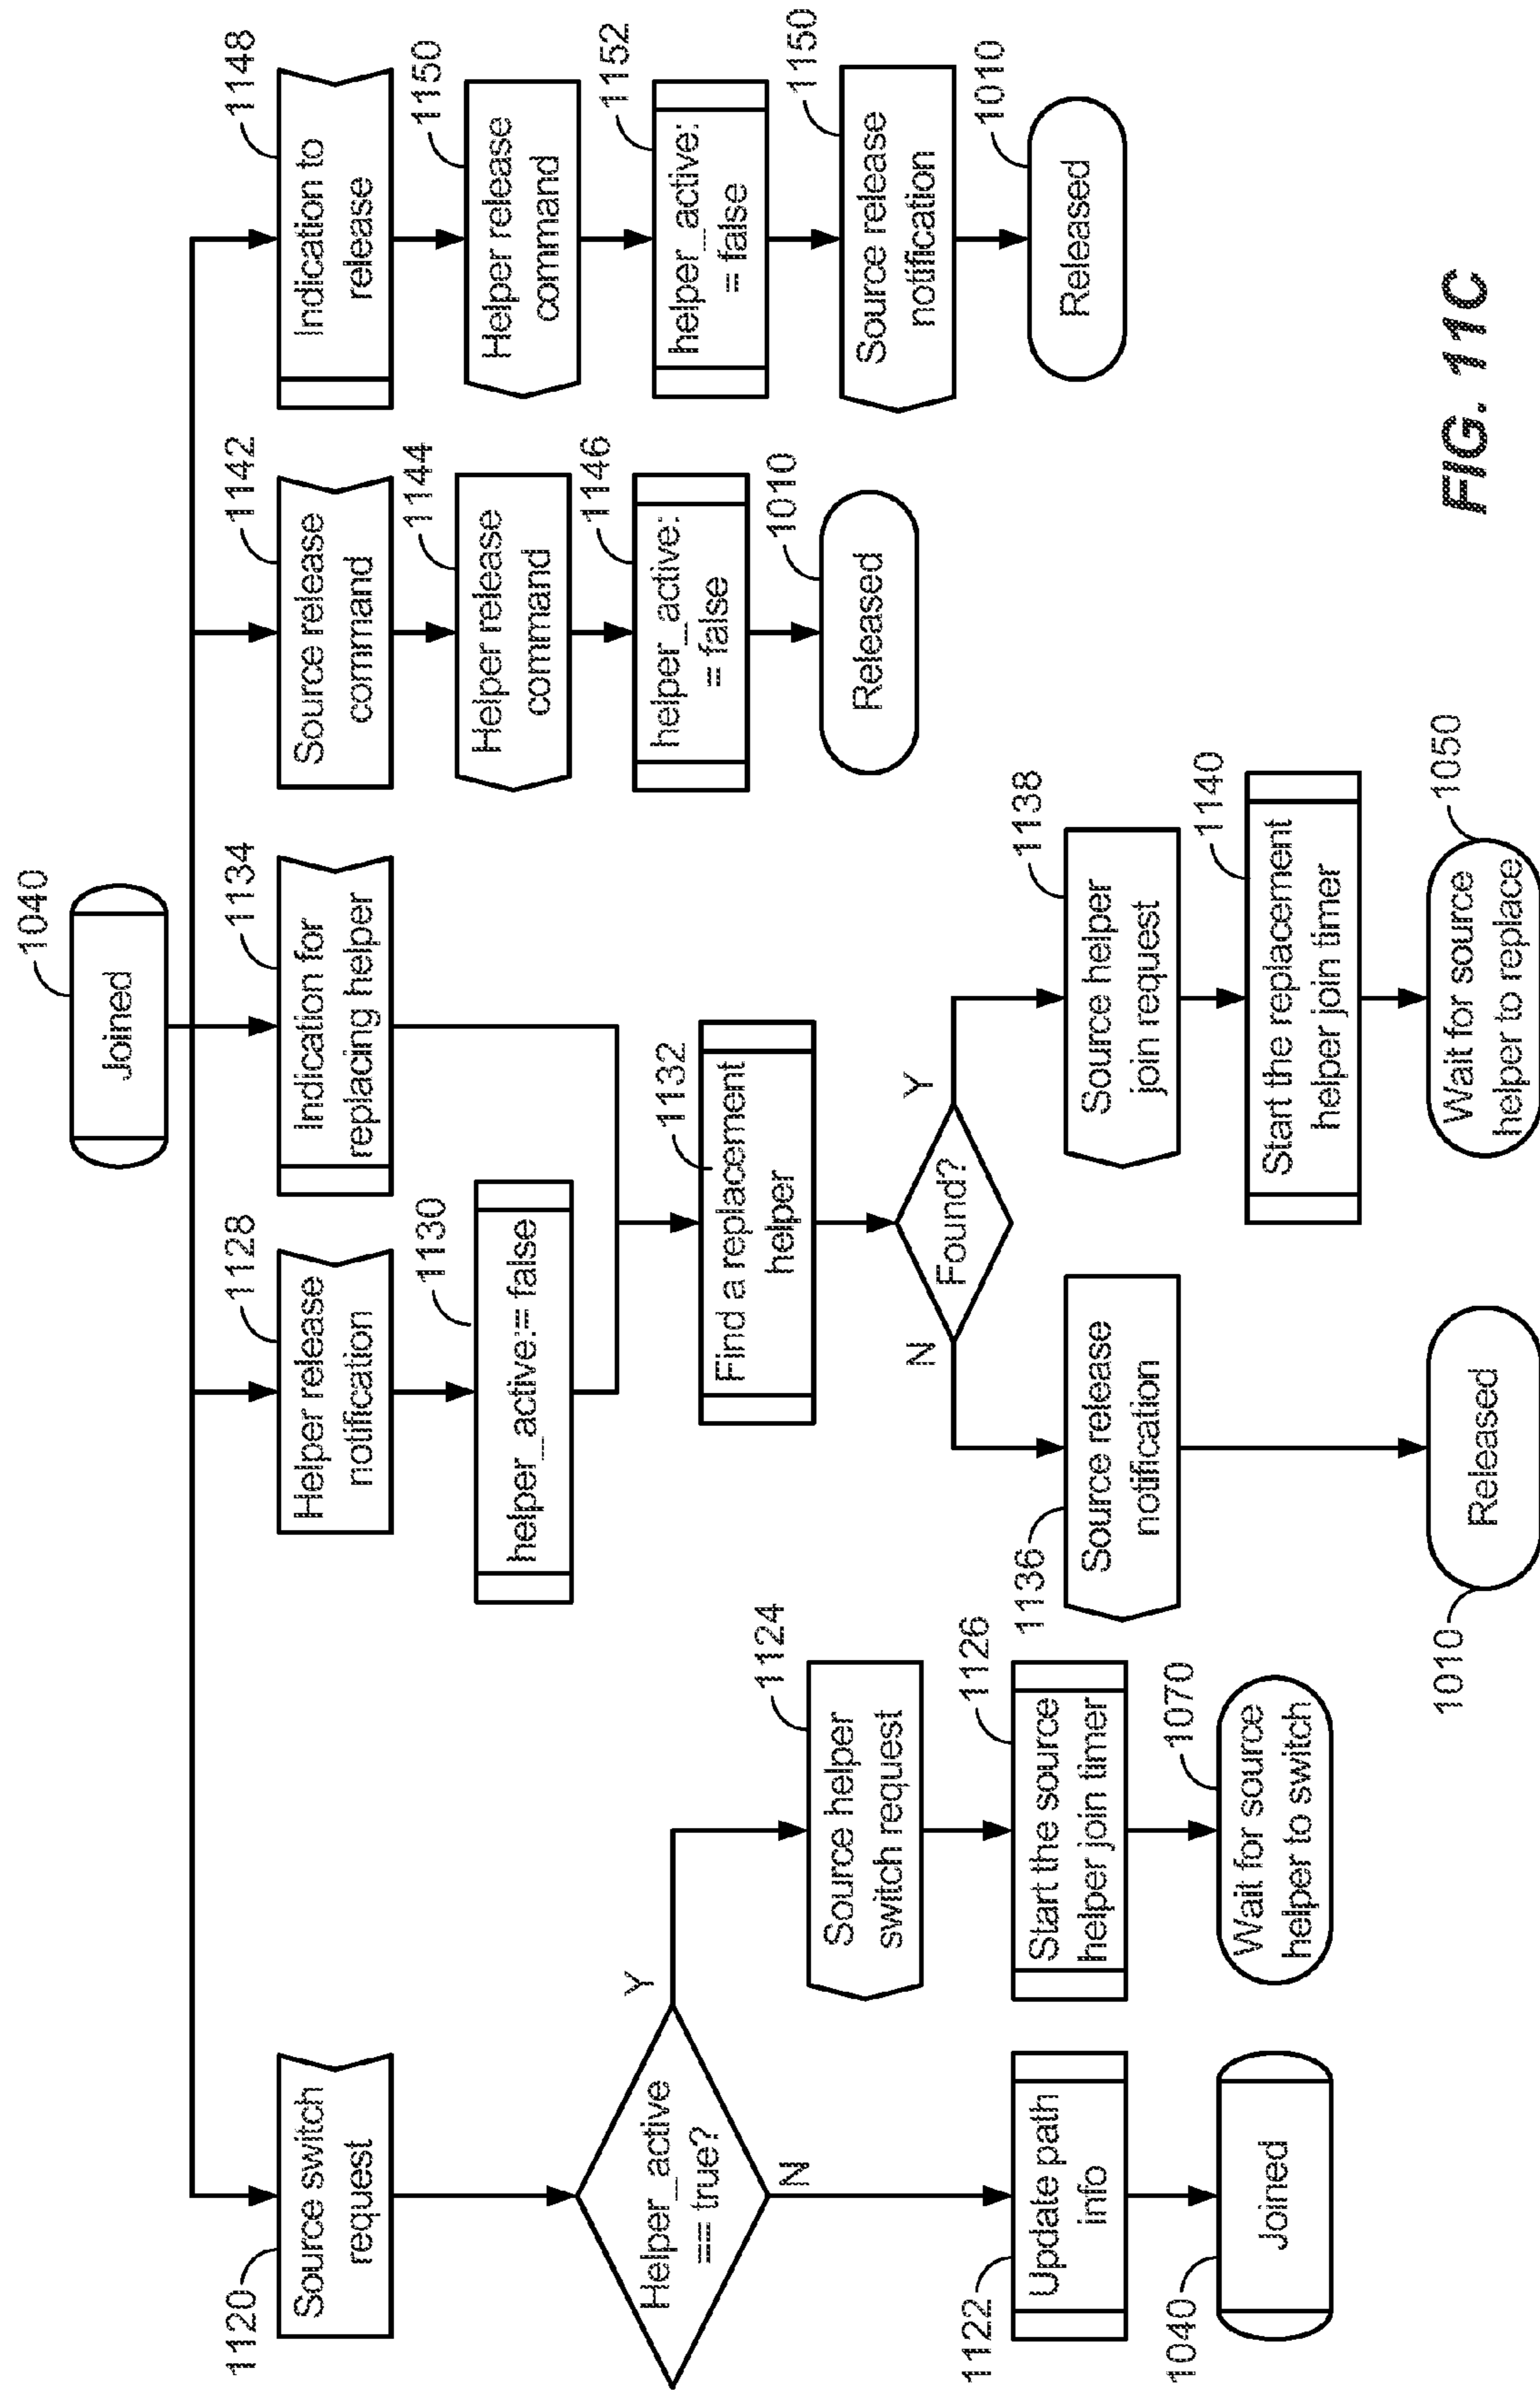 1040
Joined
1120
Source switch
request
Helper_active
== true?
Y
N
1122
Update path
info
1040
Joined
1124
Source helper
switch request
1126
Start the source
helper join timer
1070
Wait for source
helper to switch
1128
Helper release
notification
1130
helper_active:= false
1134
Indication for
replacing helper
1132
Find a replacement
helper
Found?
N
Y
1136
Source release
notification
1010
Released
1138
Source helper
join request
1140
Start the replacement
helper join timer
1050
Wait for source
helper to replace
1142
Source release
command
1144
Helper release
command
1146
helper_active:
= false
1010
Released
1148
Indication to
release
1150
Helper release
command
1152
helper_active:
= false
1150
Source release
notification
1010
Released
FIG. 11C